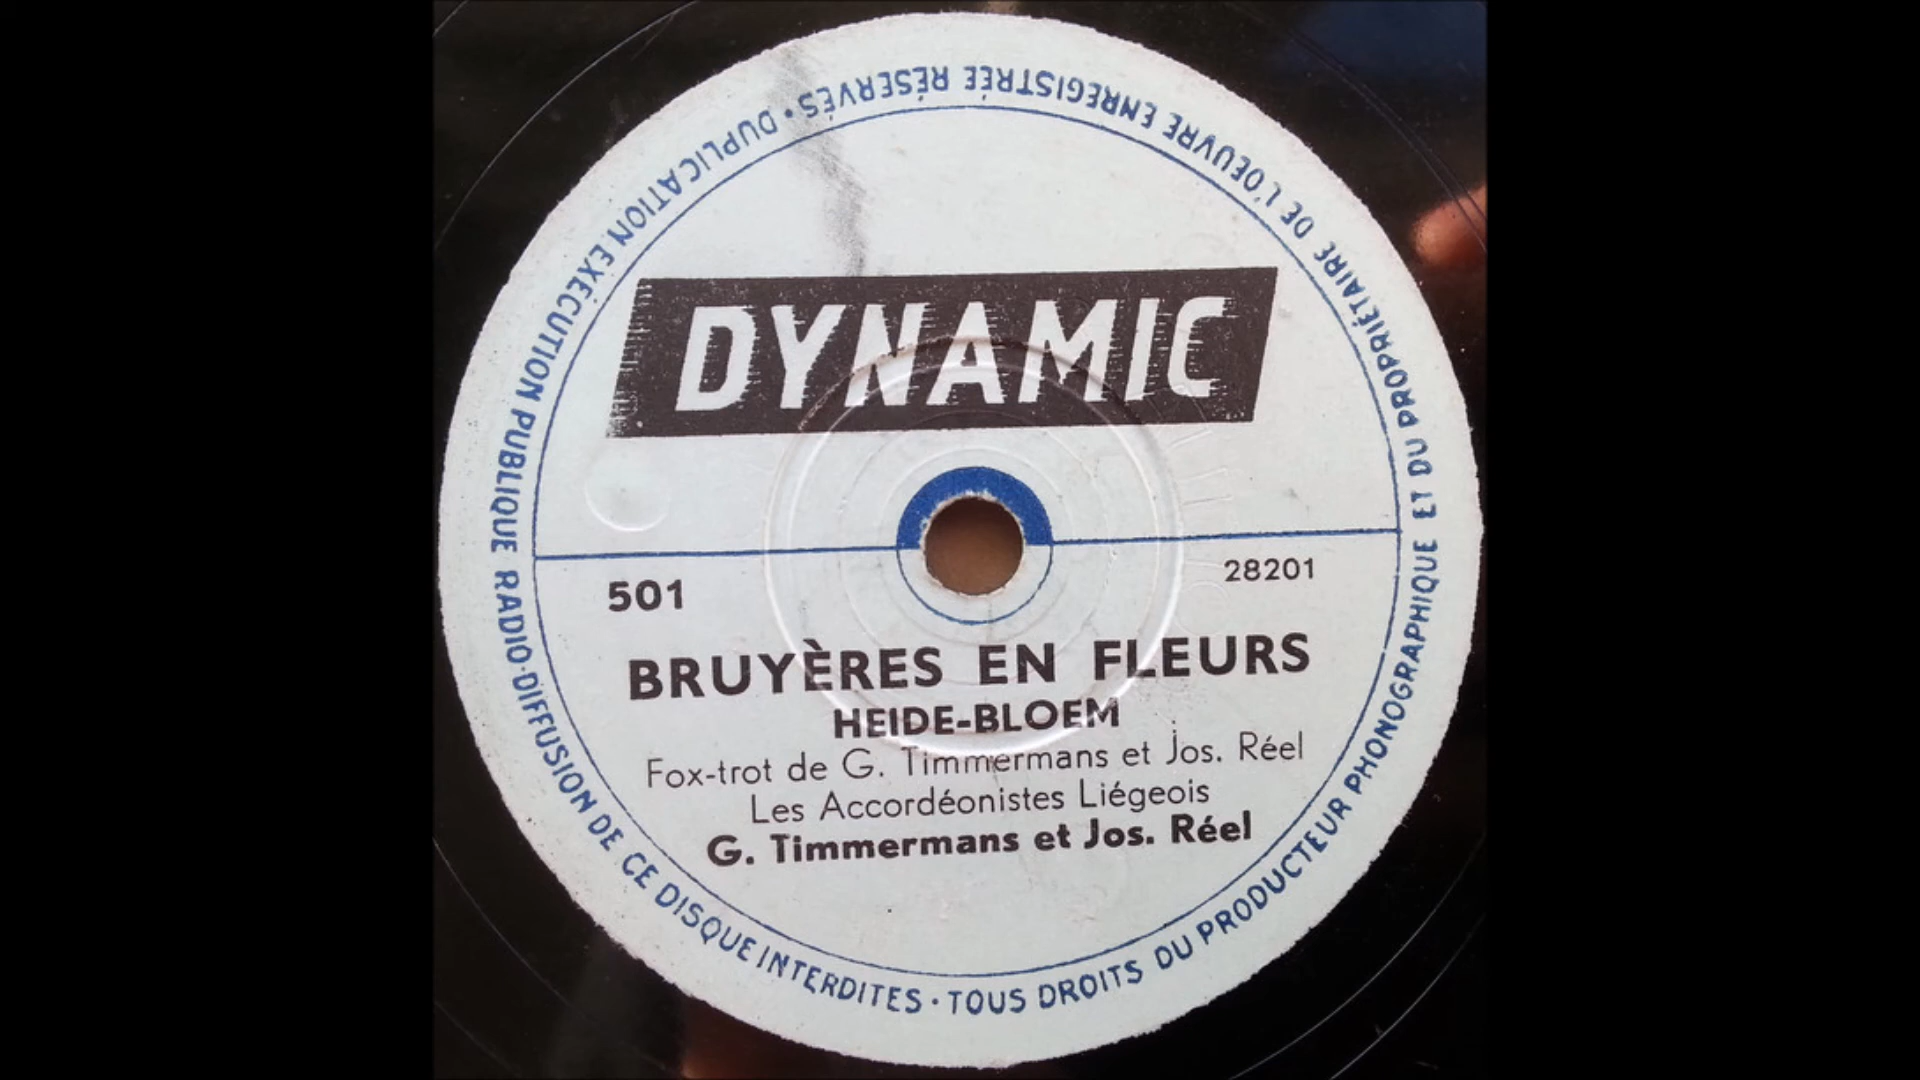 DYNAMIC
501
28201
BRUYÈRES EN FLEURS
HEIDE-BLOEM
Fox-trot de G. Timmermans et Jos. Réel
Les Accordéonistes Liégeois
G. Timmermans et Jos. Réel
TOUS DROITS DU PRODUCTEUR PHONOGRAPHIQUE ET DU PROPRIÉTAIRE DE L'OEUVRE ENREGISTRÉE RÉSERVÉS · DUPLICATION EXÉCUTION PUBLIQUE RADIO-DIFFUSION DE CE DISQUE INTERDITES ·